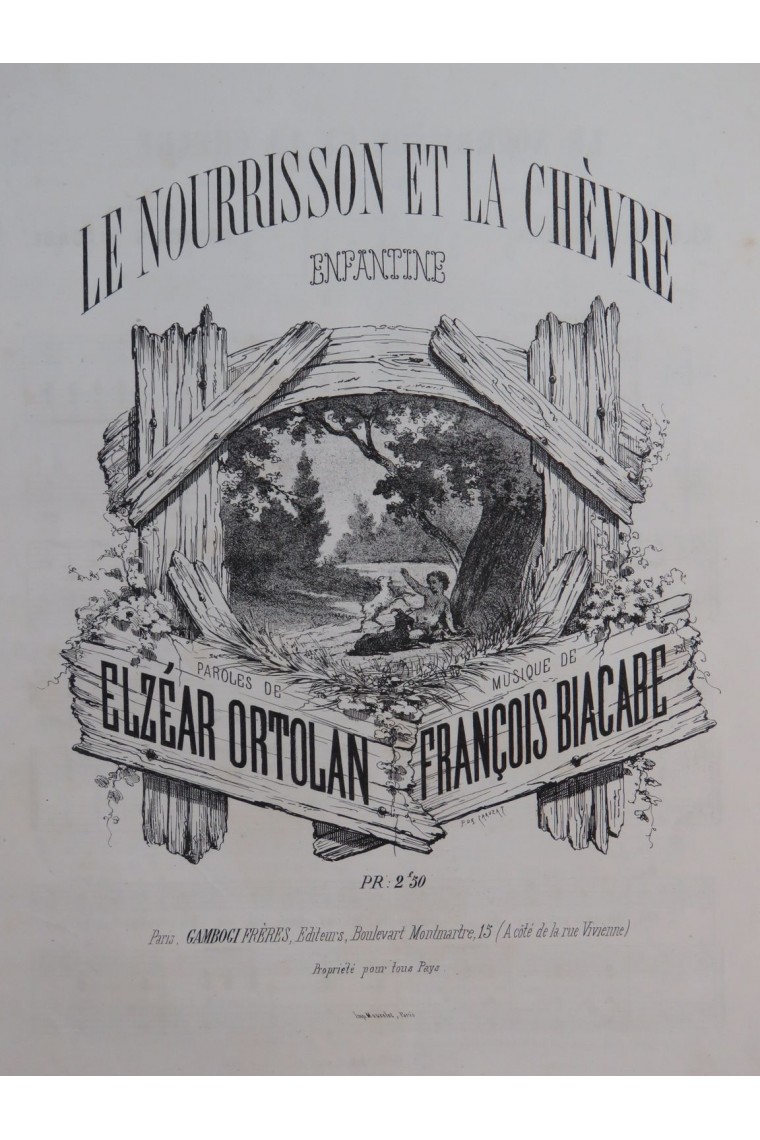 LE NOURRISSON ET LA CHÈVRE
ENFANTINE
PAROLES DE
ELZÉAR ORTOLAN
MUSIQUE DE
FRANÇOIS BIACABE
PR: 2f50
Paris, GAMBOGI FRÈRES, Editeurs, Boulevart Montmartre, 15 (A côté de la rue Vivienne)
Propriété pour tous Pays
Paris